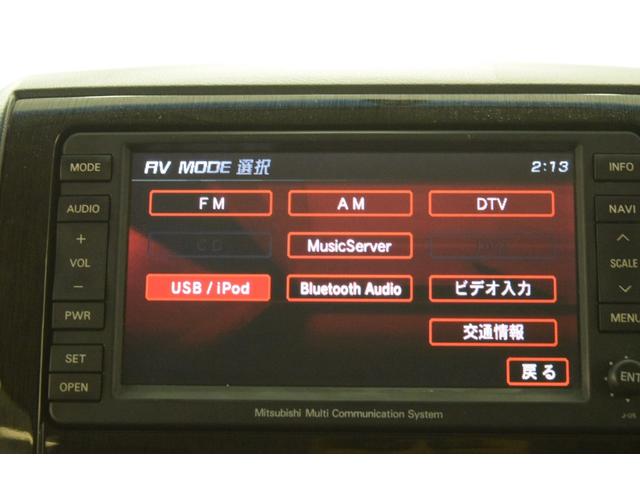 AV MODE 選択
2:13
MODE
INFO
FM
AM
DTV
AUDIO
NAVI
CD
MusicServer
+
VOL
−
SCALE
USB / iPod
Bluetooth Audio
ビデオ入力
PWR
MENU
交通情報
SET
戻る
ENT
OPEN
Mitsubishi Multi Communication System